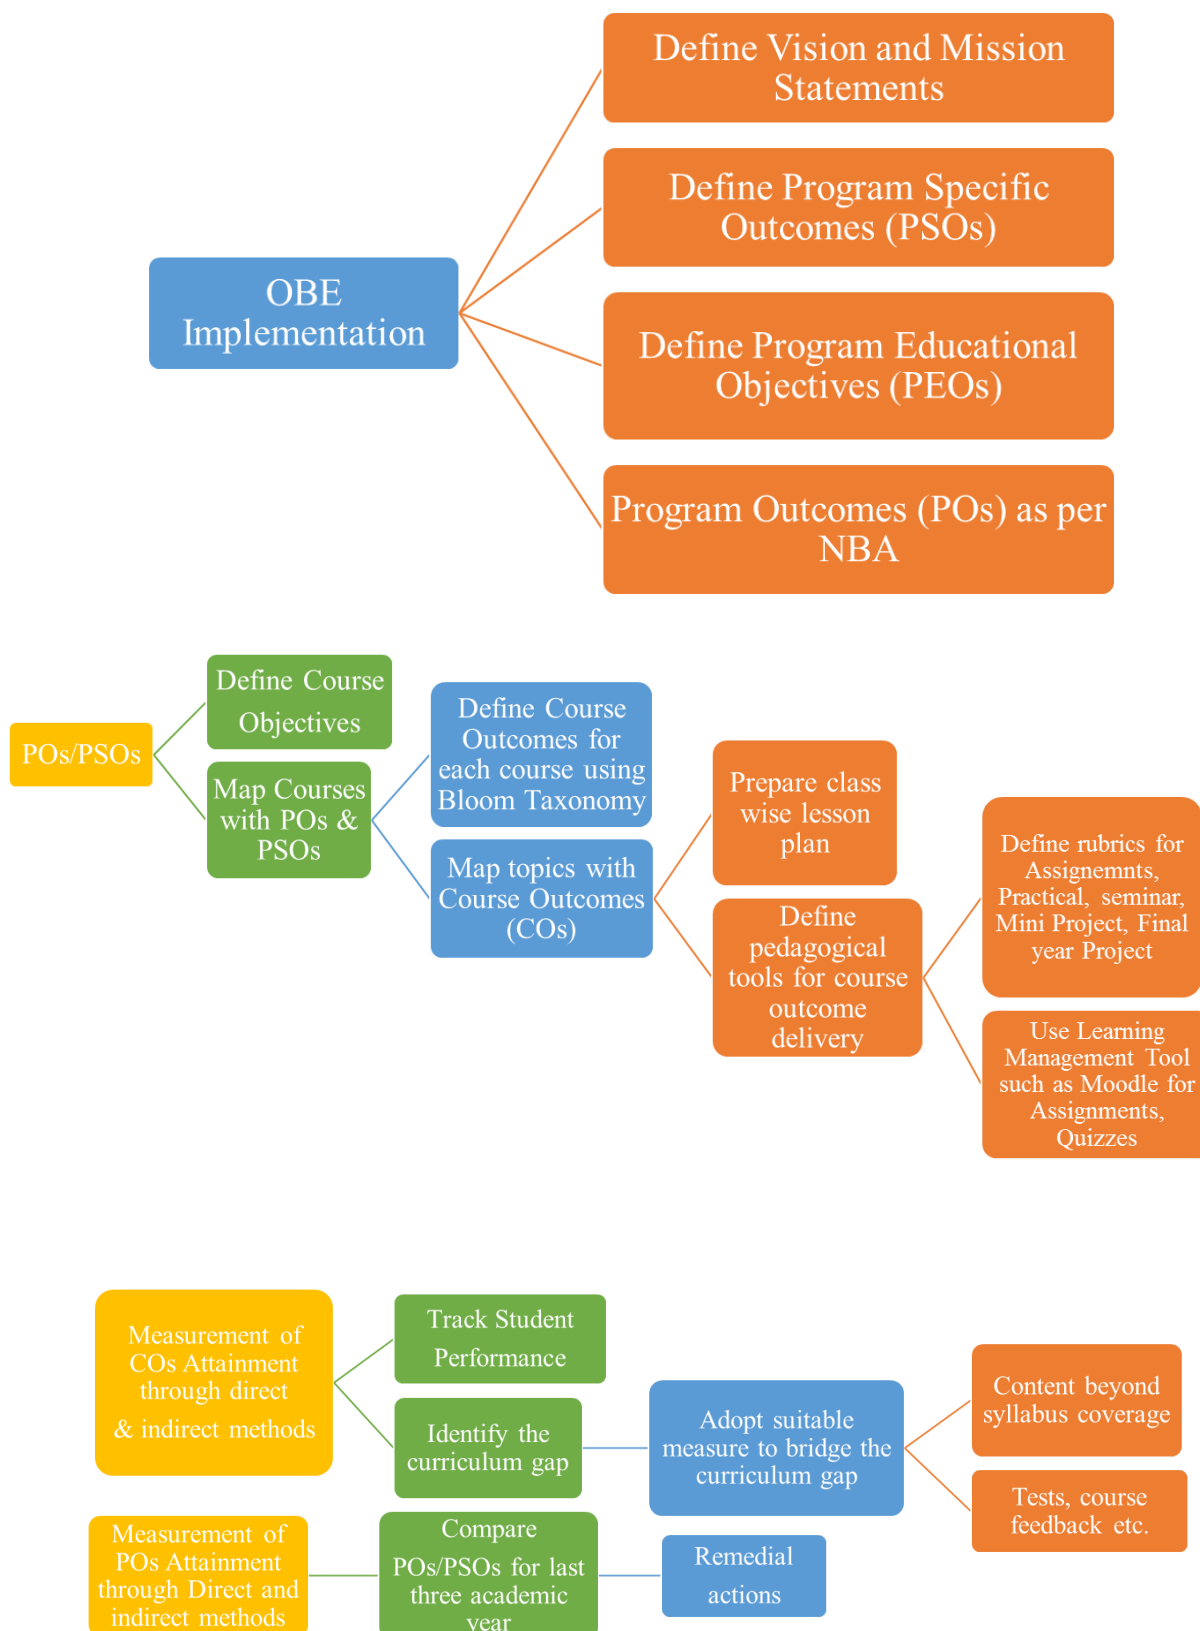 Define Vision and Mission
Statements
Define Program Specific
Outcomes (PSOs)
OBE
Implementation
Define Program Educational
Objectives (PEOs)
Program Outcomes (POs) as per
NBA
POs/PSOs
Define Course
Objectives
Map Courses
with POs &
PSOs
Define Course
Outcomes for
each course using
Bloom Taxonomy
Map topics with
Course Outcomes
(COs)
Prepare class
wise lesson
plan
Define
pedagogical
tools for course
outcome
delivery
Define rubrics for
Assignemnts,
Practical, seminar,
Mini Project, Final
year Project
Use Learning
Management Tool
such as Moodle for
Assignments,
Quizzes
Measurement of
COs Attainment
through direct
& indirect methods
Track Student
Performance
Identify the
curriculum gap
Adopt suitable
measure to bridge the
curriculum gap
Content beyond
syllabus coverage
Tests, course
feedback etc.
Measurement of
POs Attainment
through Direct and
indirect methods
Compare
POs/PSOs for last
three academic
year
Remedial
actions